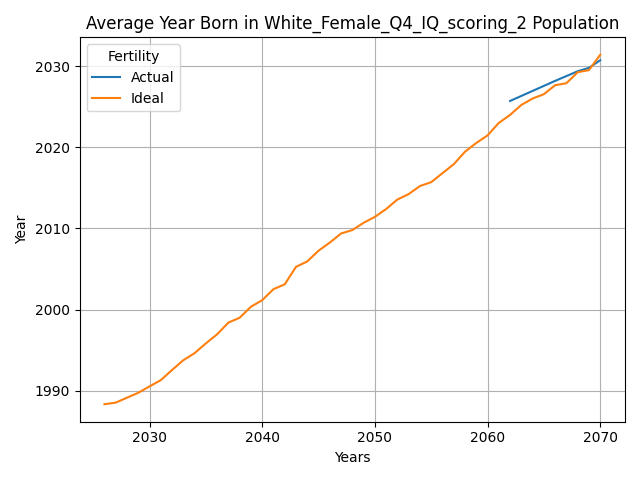 Average Year Born in White_Female_Q4_IQ_scoring_2 Population
Fertility
Actual
Ideal
2030
2020
2010
2000
1990
Year
2030 2040 2050 2060 2070
Years